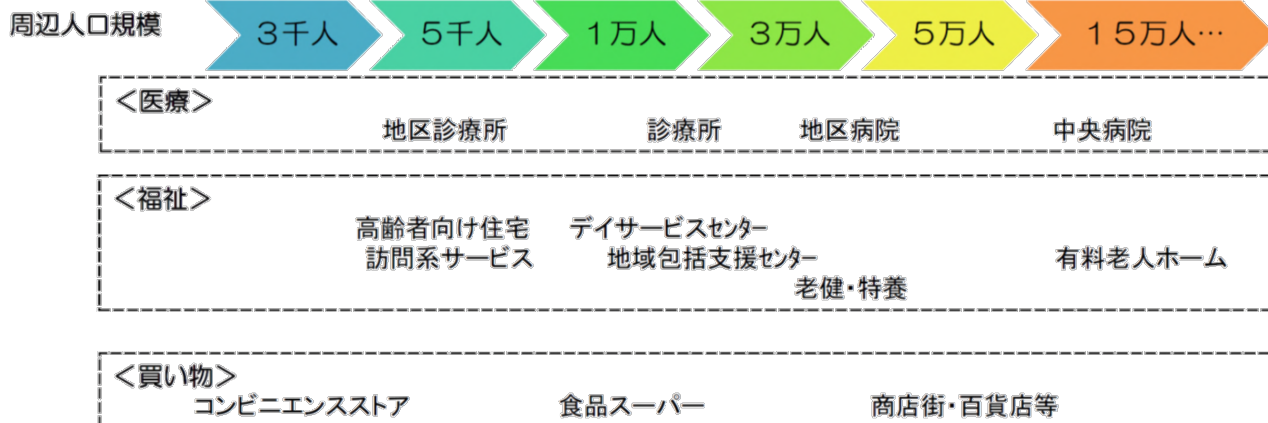 周辺人口規模 3千人 5千人 1万人 3万人 5万人 15万人…
＜医療＞
地区診療所 診療所 地区病院 中央病院
＜福祉＞
高齢者向け住宅 デイサービスセンター
訪問系サービス 地域包括支援センター 有料老人ホーム
老健・特養
＜買い物＞
コンビニエンスストア 食品スーパー 商店街・百貨店等